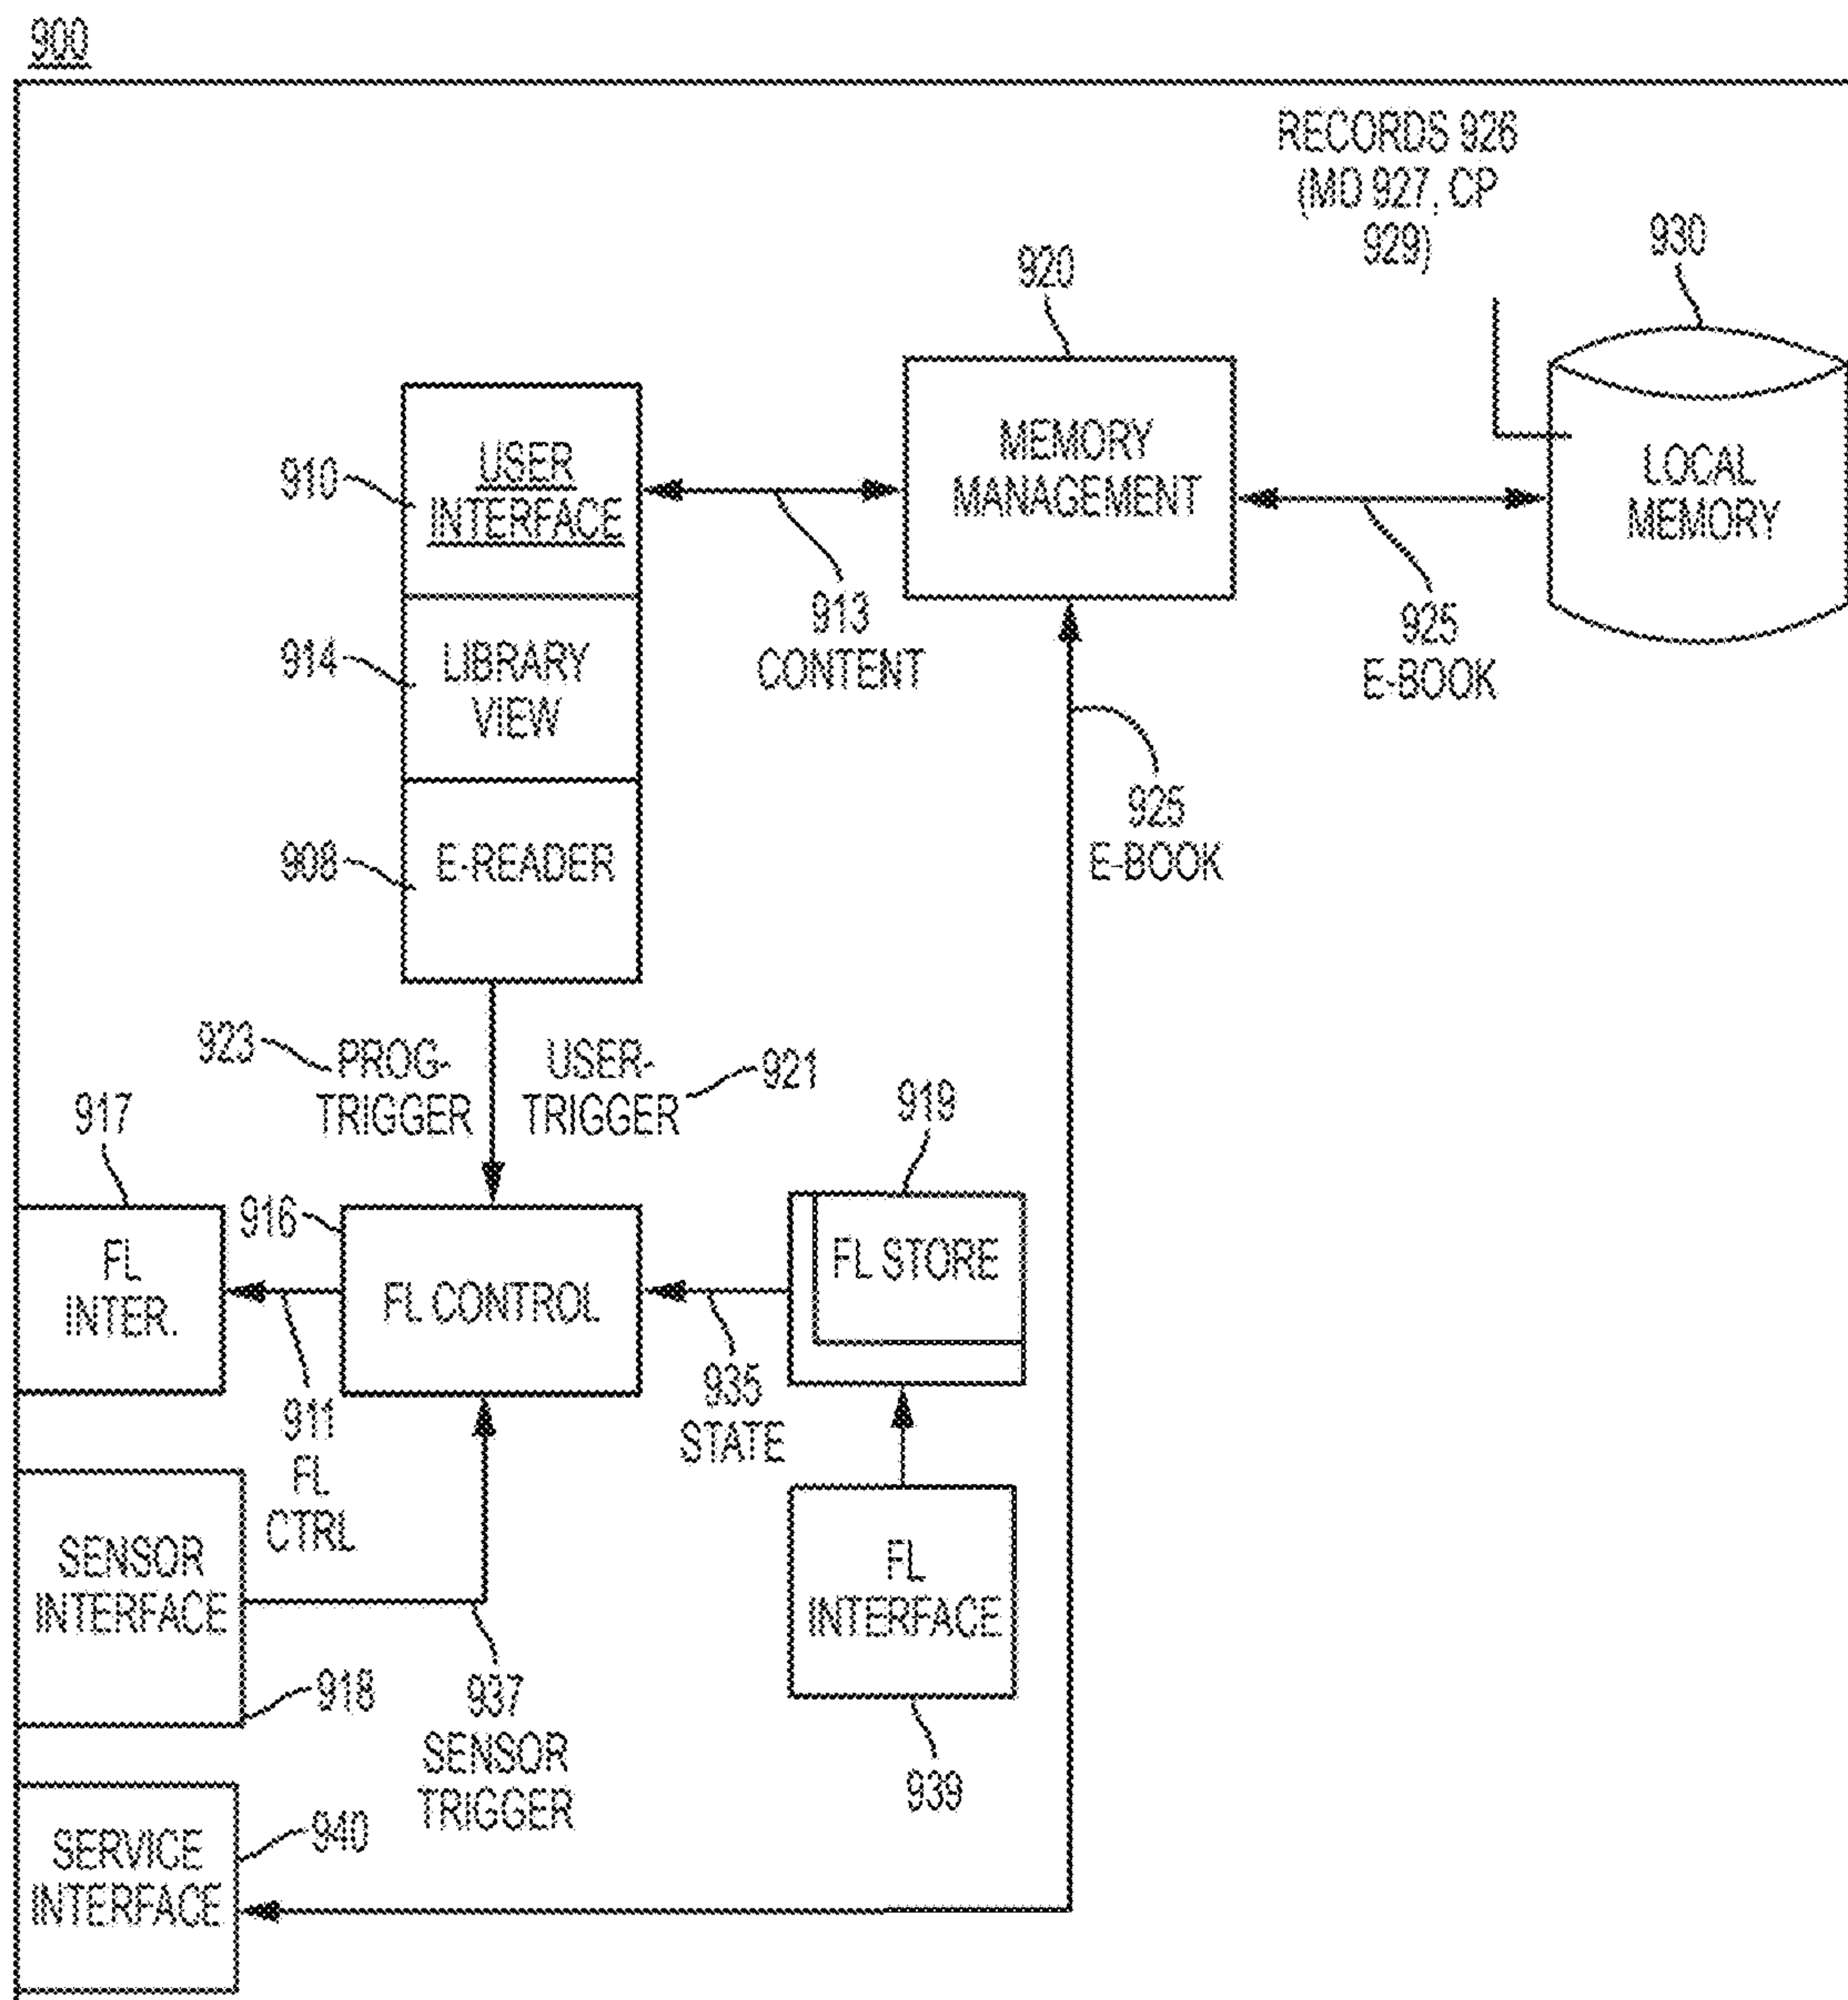 900
RECORDS 926
(MD 927, CP
929)
930
920
910
USER
INTERFACE
MEMORY
MANAGEMENT
LOCAL
MEMORY
913
CONTENT
925
E-BOOK
914
LIBRARY
VIEW
925
E-BOOK
908
E-READER
923
PROG-
TRIGGER
USER-
TRIGGER
921
919
917
916
FL
INTER.
FL CONTROL
FL STORE
911
FL
CTRL
935
STATE
SENSOR
INTERFACE
FL
INTERFACE
918
937
SENSOR
TRIGGER
939
940
SERVICE
INTERFACE